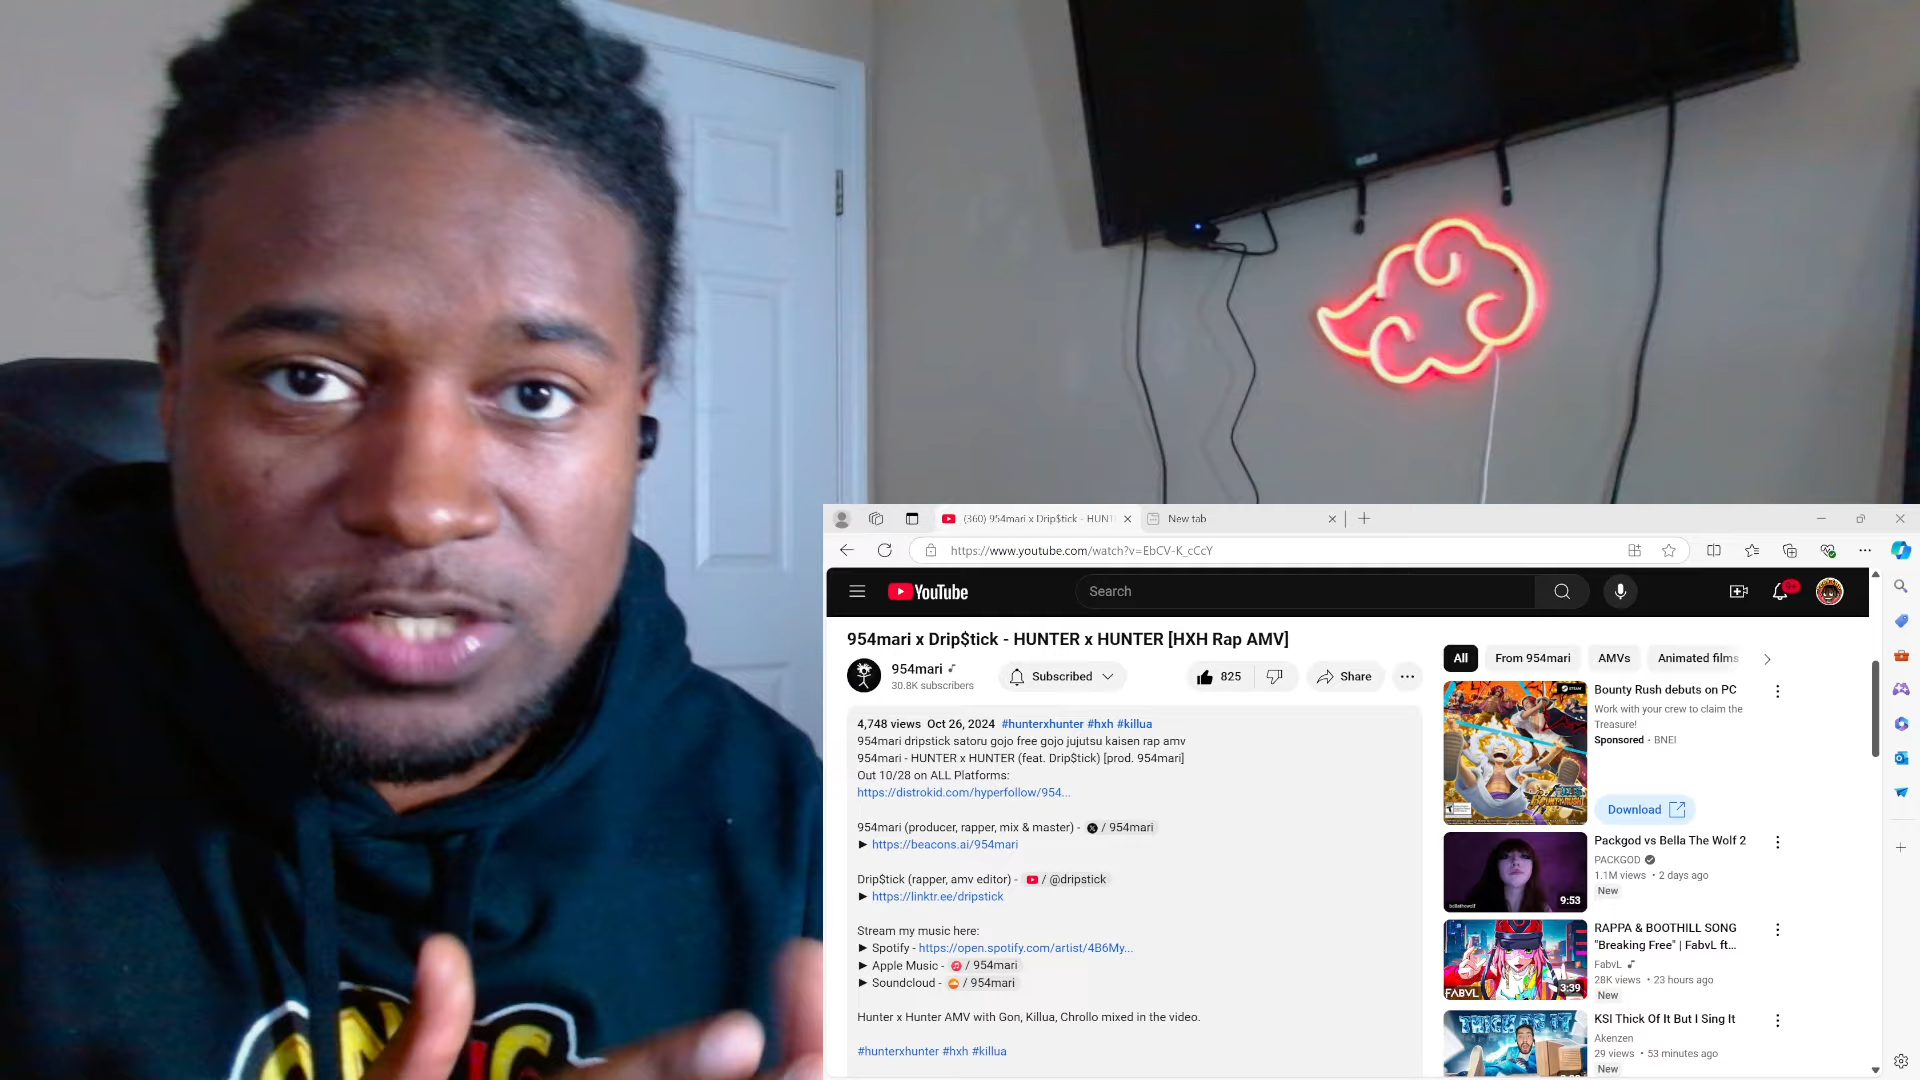 (360) 954mari x Drip$tick - HUNT
New tab
https://www.youtube.com/watch?v=EbCV-K_cCcY
YouTube
Search
9+
954mari x Drip$tick - HUNTER x HUNTER [HXH Rap AMV]
954mari
30.8K subscribers
Subscribed
825
Share
4,748 views Oct 26, 2024 #hunterxhunter #hxh #killua
954mari dripstick satoru gojo free gojo jujutsu kaisen rap amv
954mari - HUNTER x HUNTER (feat. Drip$tick) [prod. 954mari]
Out 10/28 on ALL Platforms:
https://distrokid.com/hyperfollow/954...
954mari (producer, rapper, mix & master) - / 954mari
► https://beacons.ai/954mari
Drip$tick (rapper, amv editor) - / @dripstick
► https://linktr.ee/dripstick
Stream my music here:
► Spotify - https://open.spotify.com/artist/4B6My...
► Apple Music - / 954mari
► Soundcloud - / 954mari
Hunter x Hunter AMV with Gon, Killua, Chrollo mixed in the video.
#hunterxhunter #hxh #killua
All
From 954mari
AMVs
Animated films
STEAM
BOUNTY RUSH
Bounty Rush debuts on PC
Work with your crew to claim the
Treasure!
Sponsored · BNEI
Download
9:53
Packgod vs Bella The Wolf 2
PACKGOD
1.1M views • 2 days ago
New
FABVL
3:39
RAPPA & BOOTHILL SONG
"Breaking Free" | FabvL ft...
FabvL
28K views • 23 hours ago
New
THICK OF IT
KSI Thick Of It But I Sing It
Akenzen
29 views • 53 minutes ago
New
RCA